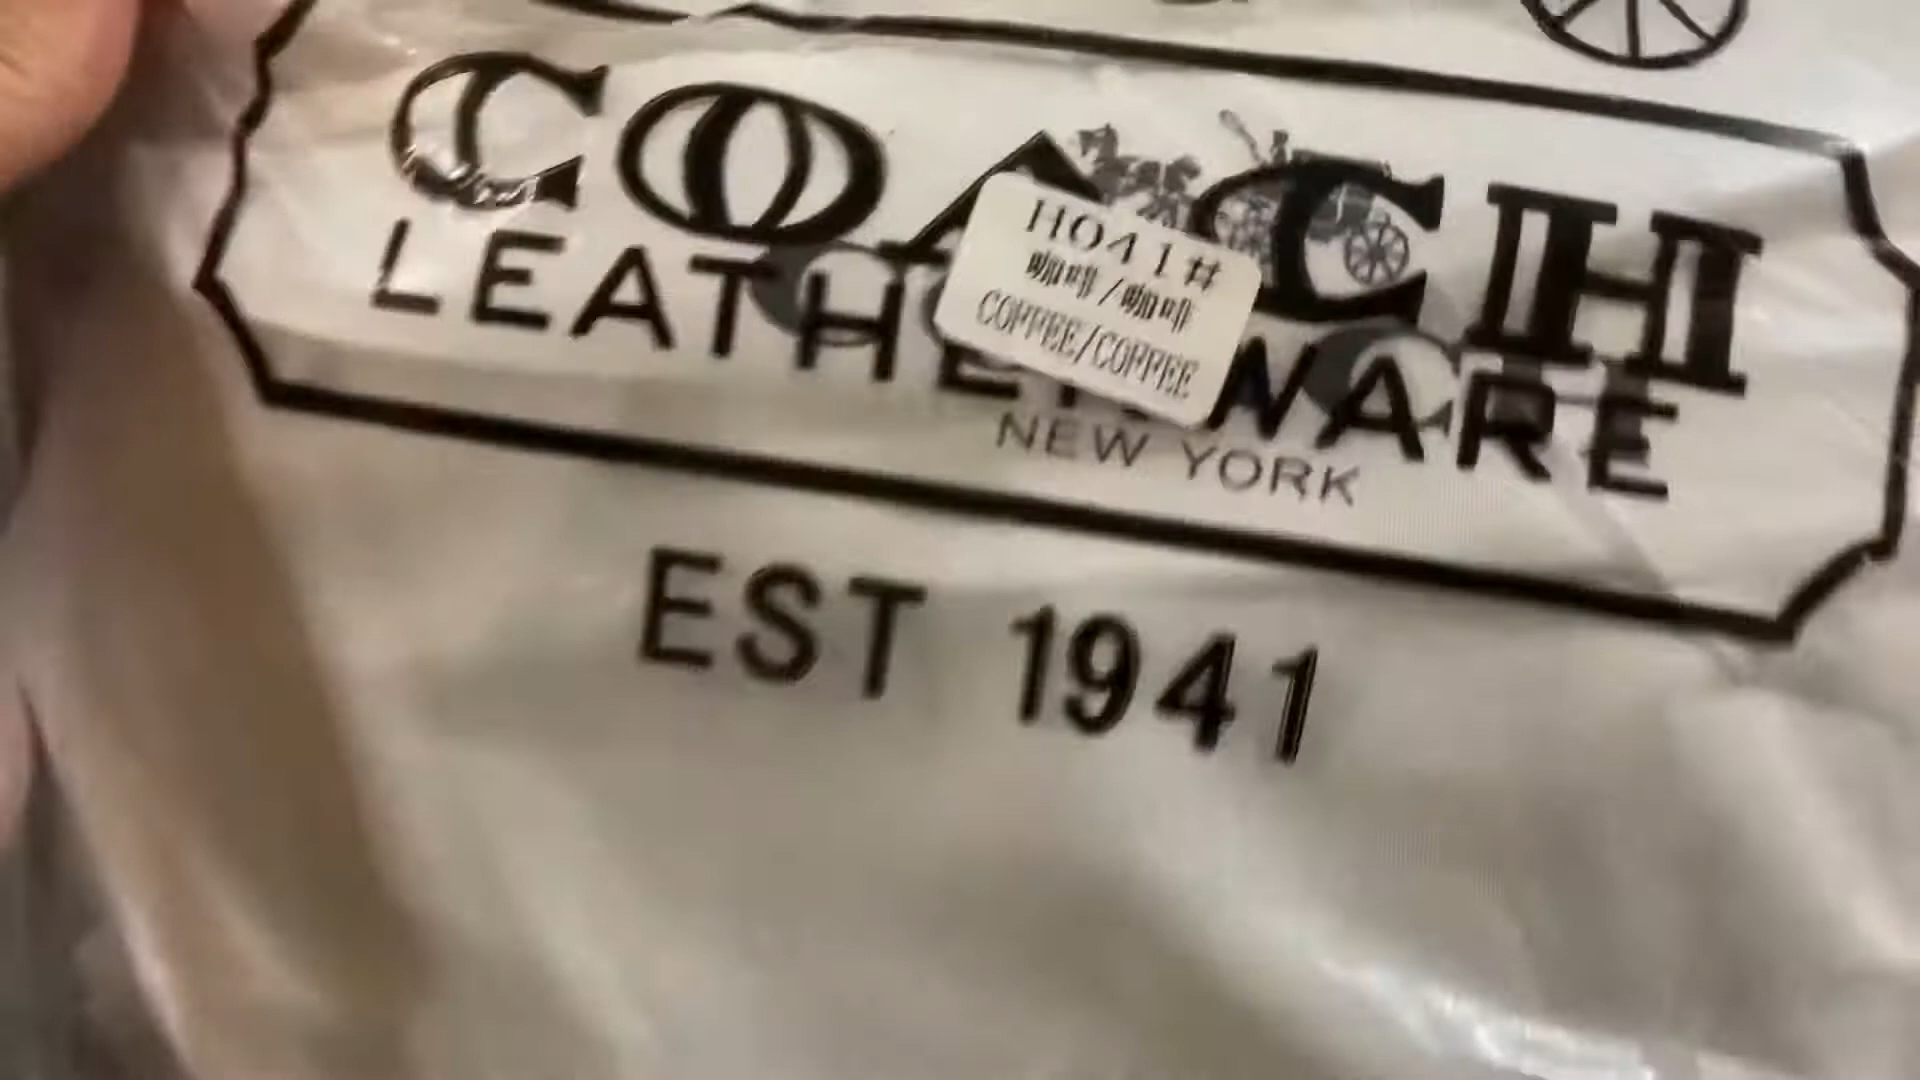 COACH
LEATHERWARE
H041#
咖啡/咖啡
COFFEE/COFFEE
NEW YORK
EST 1941